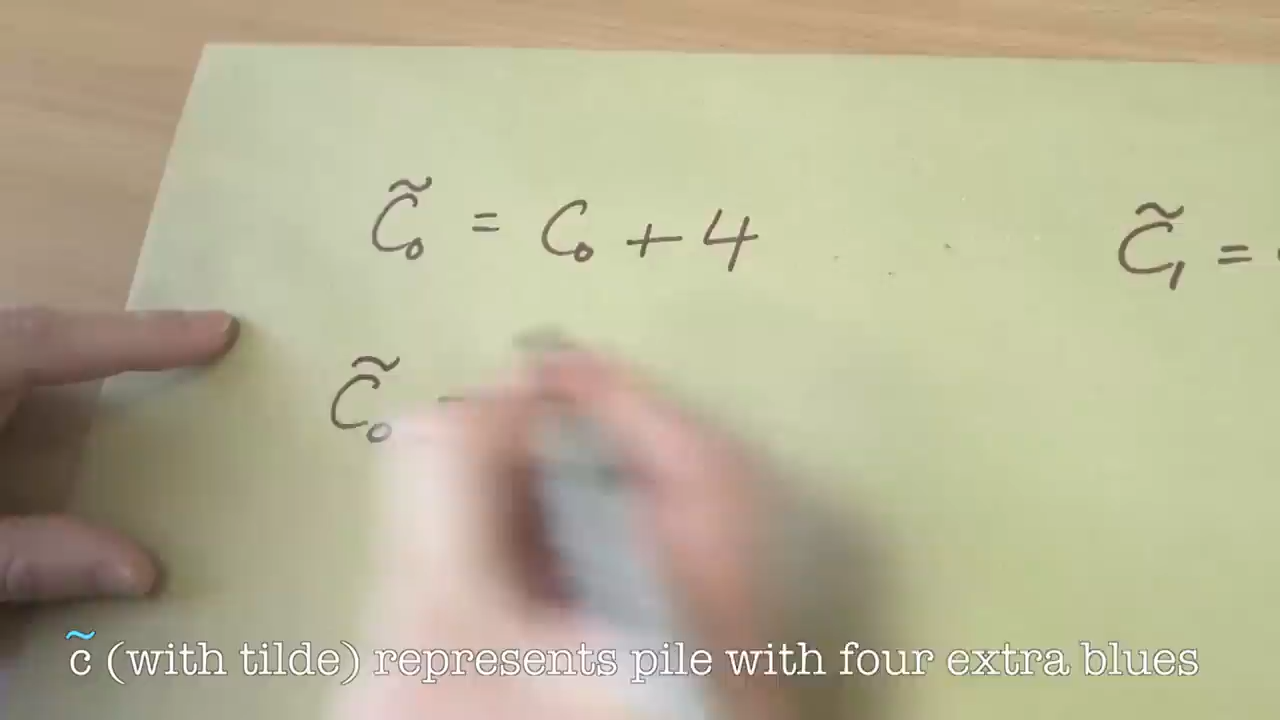 C̃₀ = C₀ + 4
C̃₁ =
C̃₀ -
c̃ (with tilde) represents pile with four extra blues